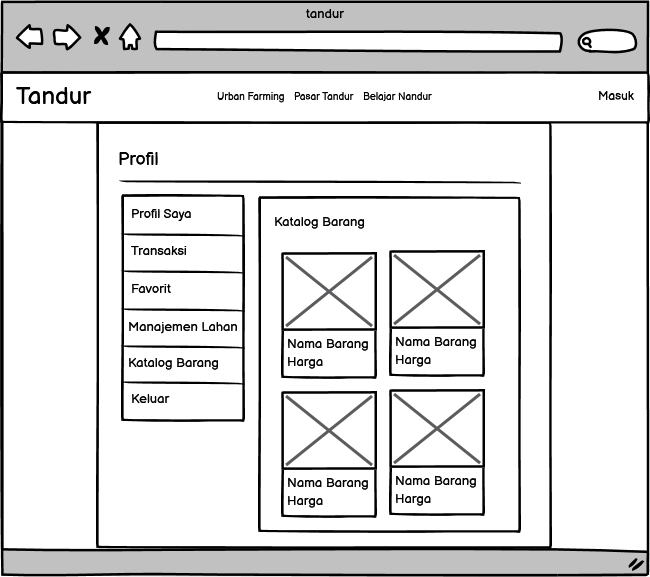 tandur
Tandur
Urban Farming Pasar Tandur Belajar Nandur
Masuk
Profil
Profil Saya
Transaksi
Favorit
Manajemen Lahan
Katalog Barang
Keluar
Katalog Barang
Nama Barang
Harga
Nama Barang
Harga
Nama Barang
Harga
Nama Barang
Harga